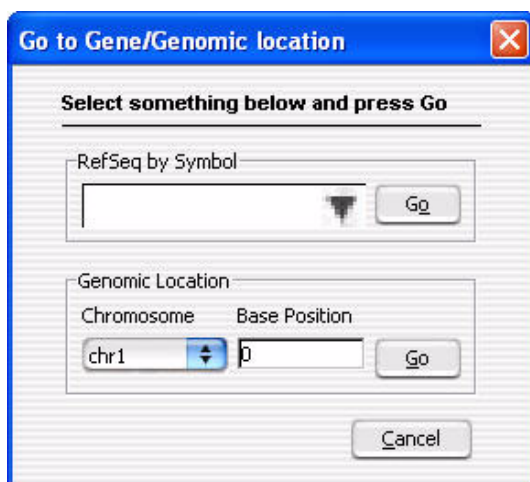 Go to Gene/Genomic location
Select something below and press Go
RefSeq by Symbol
Go
Genomic Location
Chromosome Base Position
chr1 0 Go
Cancel